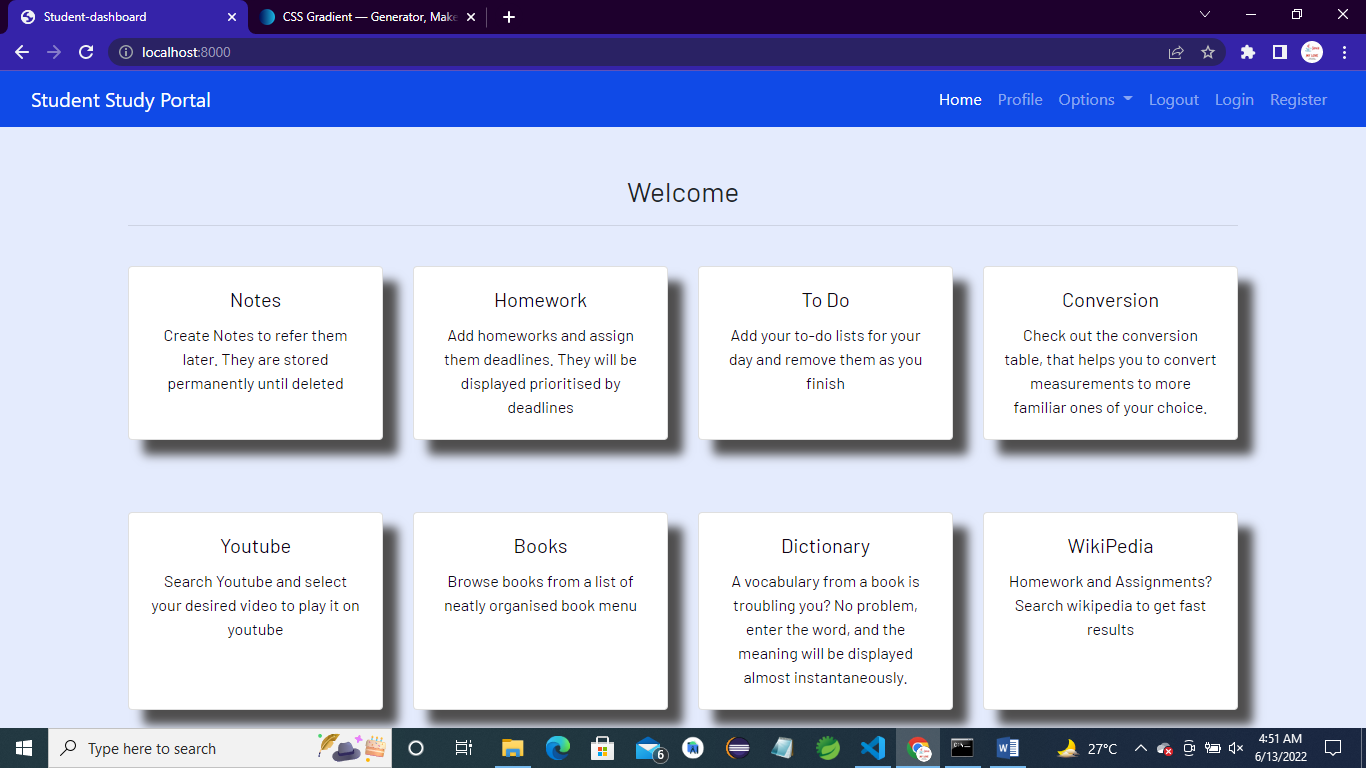 Student-dashboard
CSS Gradient — Generator, Make
localhost:8000
Student Study Portal
Home Profile Options Logout Login Register
Welcome
Notes
Create Notes to refer them
later. They are stored
permanently until deleted
Homework
Add homeworks and assign
them deadlines. They will be
displayed prioritised by
deadlines
To Do
Add your to-do lists for your
day and remove them as you
finish
Conversion
Check out the conversion
table, that helps you to convert
measurements to more
familiar ones of your choice.
Youtube
Search Youtube and select
your desired video to play it on
youtube
Books
Browse books from a list of
neatly organised book menu
Dictionary
A vocabulary from a book is
troubling you? No problem,
enter the word, and the
meaning will be displayed
almost instantaneously.
WikiPedia
Homework and Assignments?
Search wikipedia to get fast
results
Type here to search
6
27°C
4:51 AM
6/13/2022